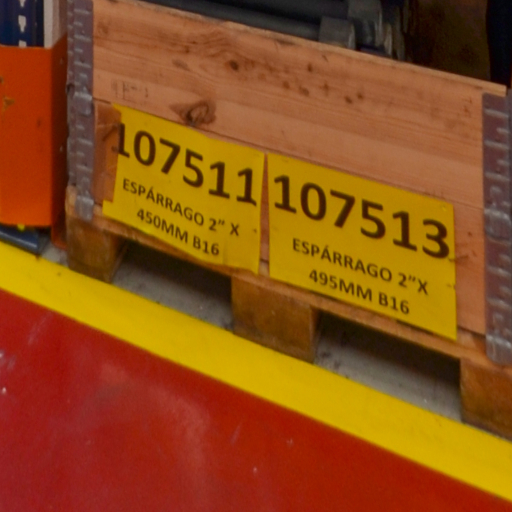 107511
ESPÁRRAGO 2" X
450MM B16
107513
ESPÁRRAGO 2"X
495MM B16